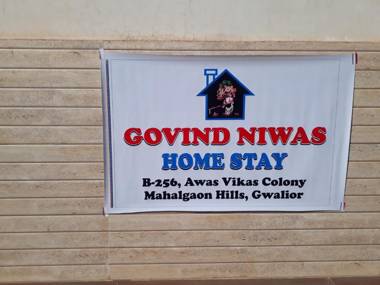 GOVIND NIWAS
HOME STAY
B-256, Awas Vikas Colony
Mahalgaon Hills, Gwalior